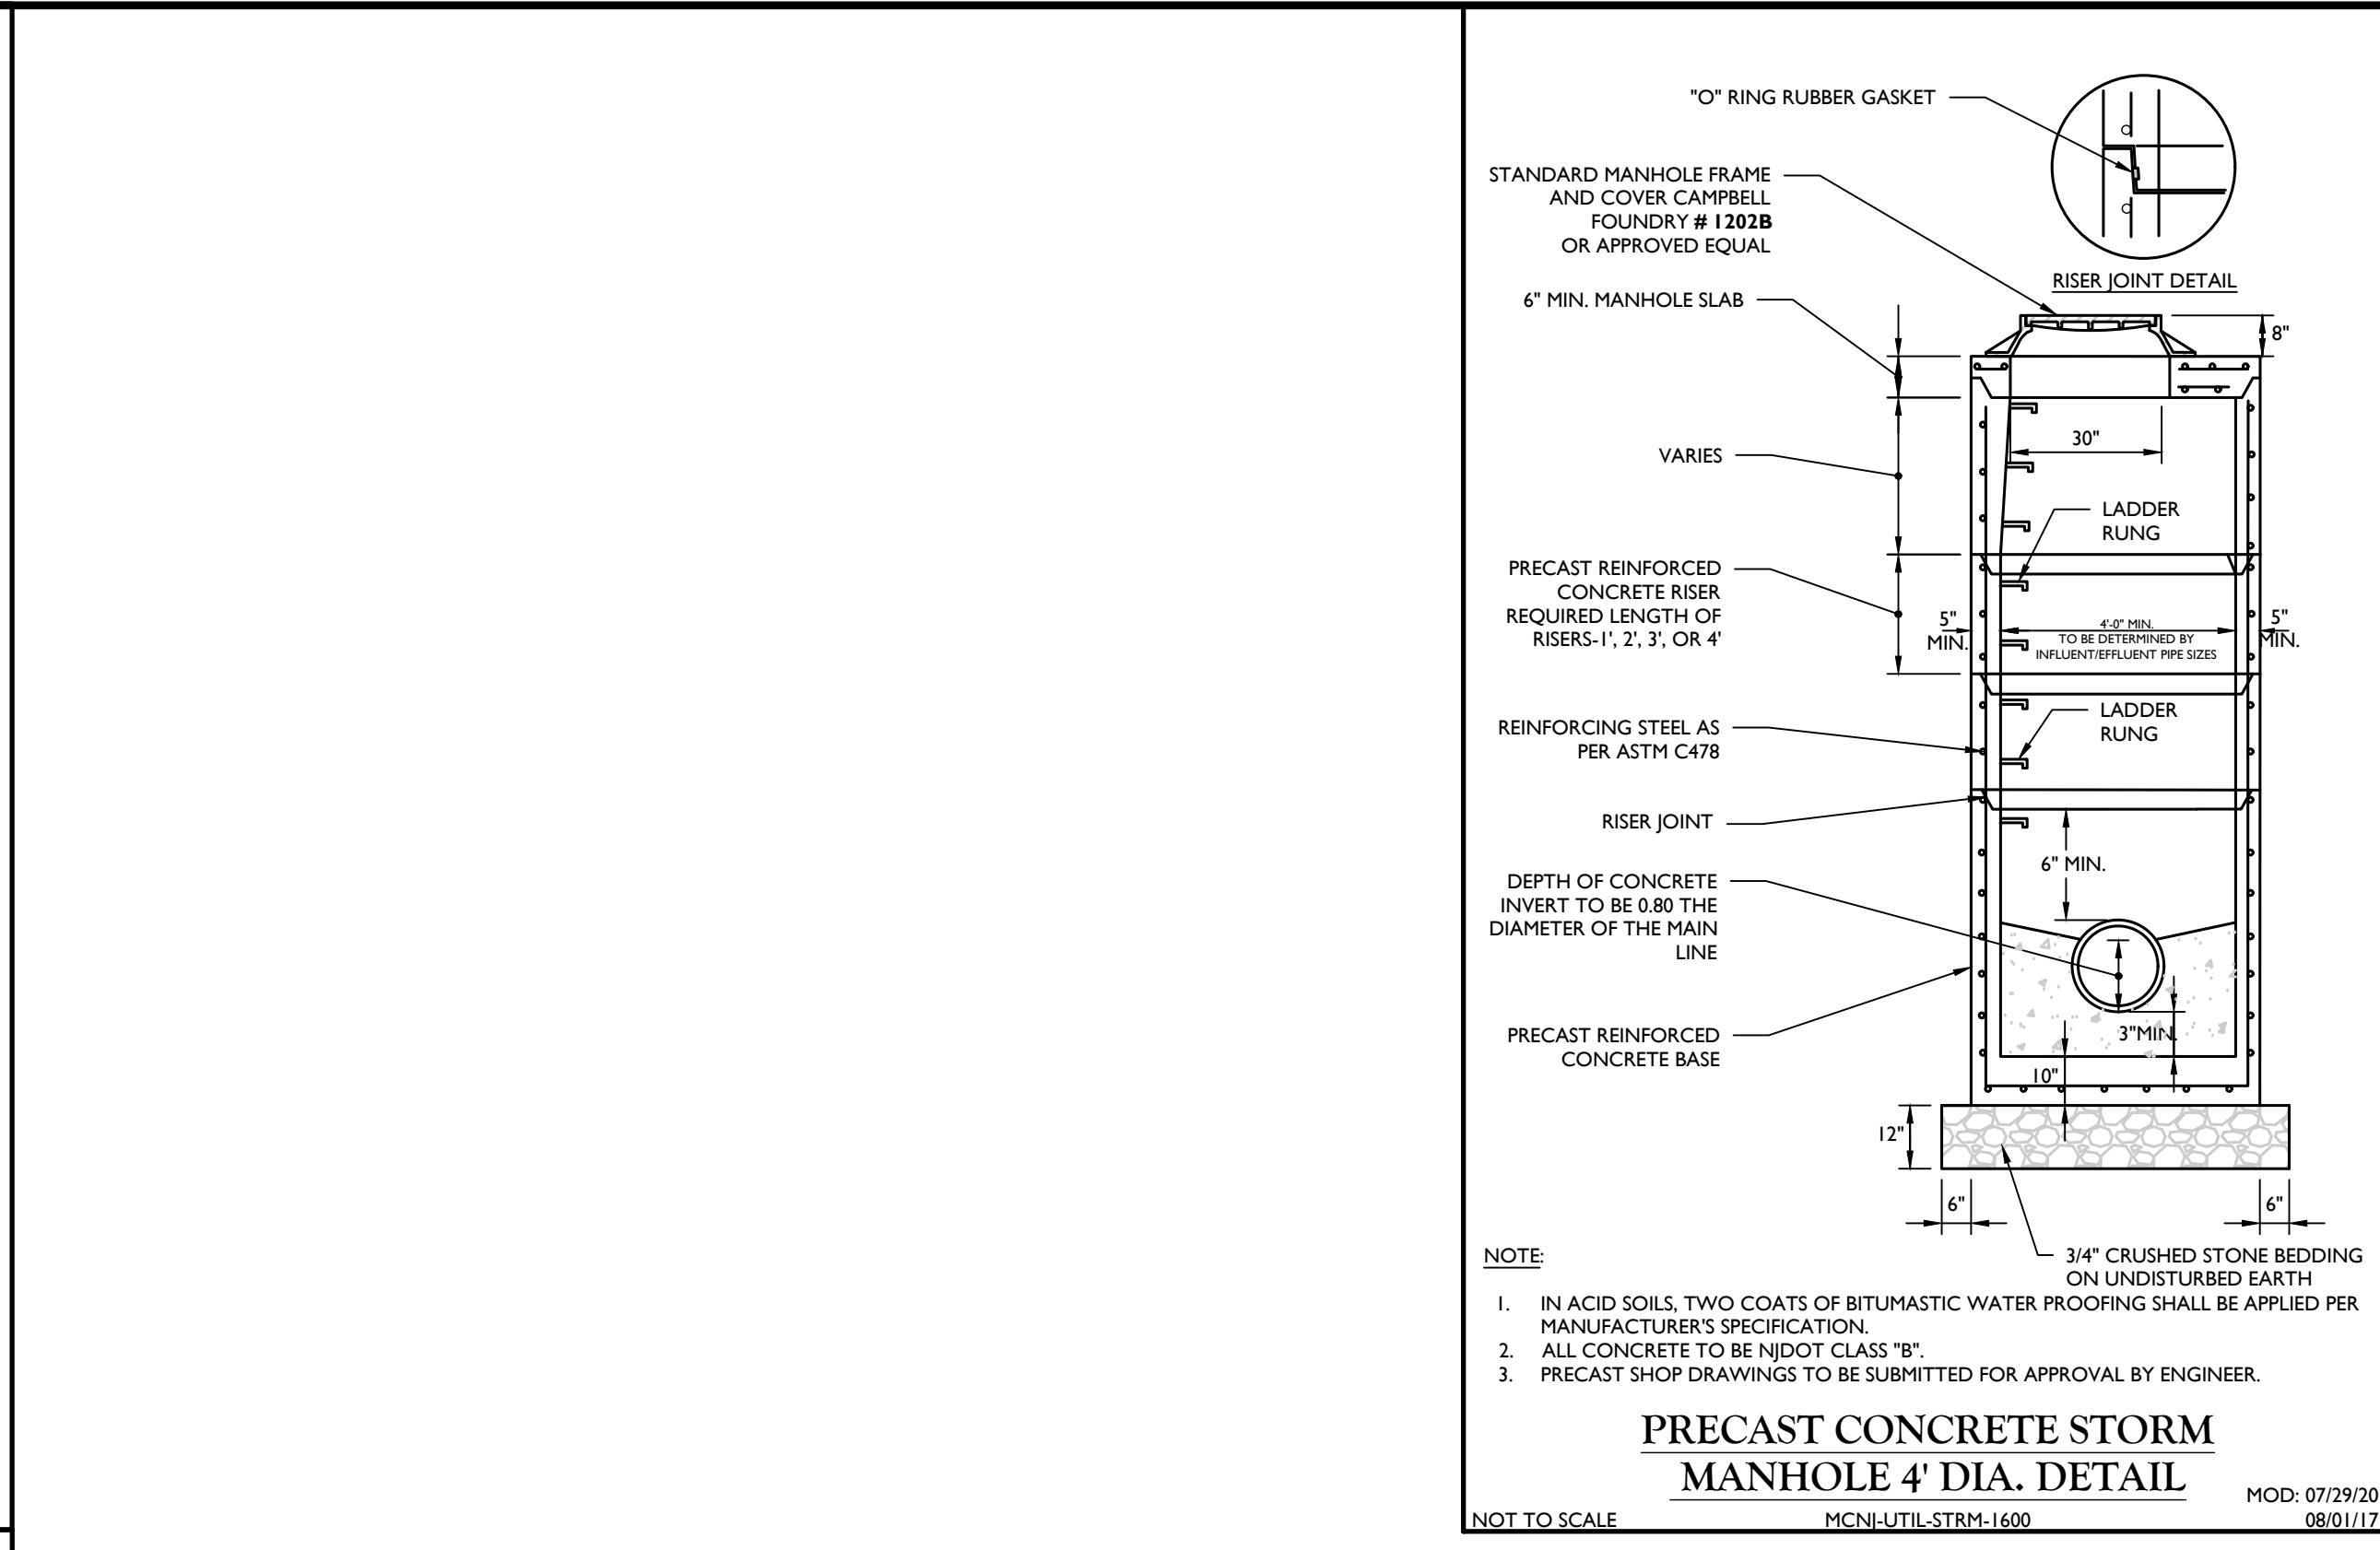 "O" RING RUBBER GASKET
STANDARD MANHOLE FRAME
AND COVER CAMPBELL
FOUNDRY # 1202B
OR APPROVED EQUAL
RISER JOINT DETAIL
6" MIN. MANHOLE SLAB
8"
30"
VARIES
LADDER
RUNG
PRECAST REINFORCED
CONCRETE RISER
REQUIRED LENGTH OF
RISERS-1', 2', 3', OR 4'
5"
MIN.
4'-0" MIN.
TO BE DETERMINED BY
INFLUENT/EFFLUENT PIPE SIZES
5"
MIN.
REINFORCING STEEL AS
PER ASTM C478
LADDER
RUNG
RISER JOINT
6" MIN.
DEPTH OF CONCRETE
INVERT TO BE 0.80 THE
DIAMETER OF THE MAIN
LINE
PRECAST REINFORCED
CONCRETE BASE
3"MIN.
10"
12"
6"
6"
3/4" CRUSHED STONE BEDDING
ON UNDISTURBED EARTH
NOTE:
1. IN ACID SOILS, TWO COATS OF BITUMASTIC WATER PROOFING SHALL BE APPLIED PER
MANUFACTURER'S SPECIFICATION.
2. ALL CONCRETE TO BE NJDOT CLASS "B".
3. PRECAST SHOP DRAWINGS TO BE SUBMITTED FOR APPROVAL BY ENGINEER.
PRECAST CONCRETE STORM
MANHOLE 4' DIA. DETAIL
MOD: 07/29/20
NOT TO SCALE
MCNJ-UTIL-STRM-1600
08/01/17